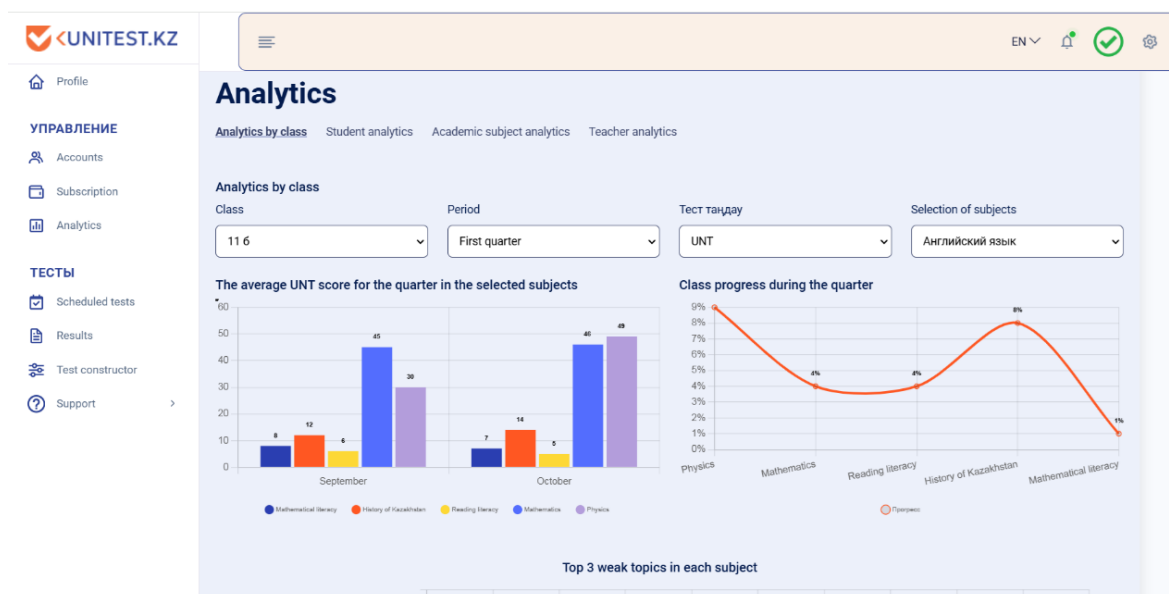 UNITEST.KZ
EN
Profile
УПРАВЛЕНИЕ
Accounts
Subscription
Analytics
ТЕСТЫ
Scheduled tests
Results
Test constructor
Support
Analytics
Analytics by class
Student analytics
Academic subject analytics
Teacher analytics
Analytics by class
Class
Period
Тест таңдау
Selection of subjects
11 б
First quarter
UNT
Английский язык
The average UNT score for the quarter in the selected subjects
60
50
40
30
20
10
0
8
12
6
45
30
7
14
5
46
49
September
October
Mathematical literacy
History of Kazakhstan
Reading literacy
Mathematics
Physics
Class progress during the quarter
9%
8%
7%
6%
5%
4%
3%
2%
1%
0%
4%
4%
8%
1%
Physics
Mathematics
Reading literacy
History of Kazakhstan
Mathematical literacy
Прогресс
Top 3 weak topics in each subject